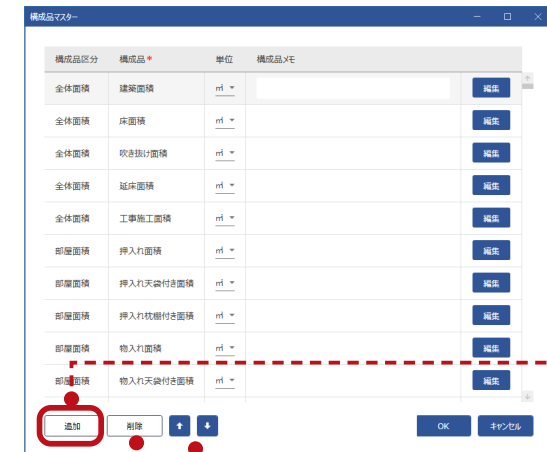 構成品マスター
構成品区分 構成品* 単位 構成品メモ
全体面積 建築面積 ㎡ 編集
全体面積 床面積 ㎡ 編集
全体面積 吹き抜け面積 ㎡ 編集
全体面積 延床面積 ㎡ 編集
全体面積 工事施工面積 ㎡ 編集
部屋面積 押入れ面積 ㎡ 編集
部屋面積 押入れ天袋付き面積 ㎡ 編集
部屋面積 押入れ枕棚付き面積 ㎡ 編集
部屋面積 物入れ面積 ㎡ 編集
部屋面積 物入れ天袋付き面積 ㎡ 編集
追加 削除 OK キャンセル